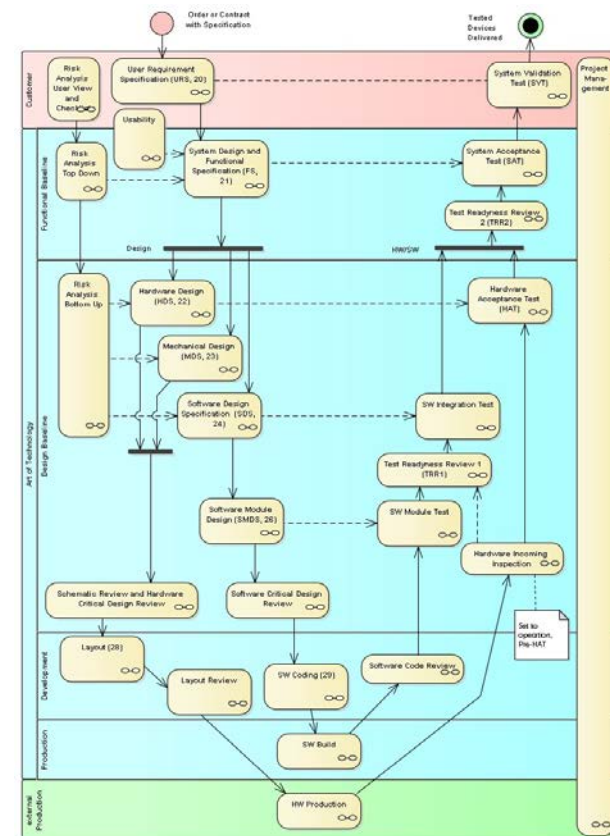 Order or Contract
with Specification
Tested
Devices
Delivered
Customer
Risk
Analysis
User View
and
User Requirement
Specification (URS, 20)
System Validation
Test (SVT)
Project
Mana-
gement
Usability
Functional Baseline
Risk
Analysis
Top Down
System Design and
Functional
Specification (FS,
21)
System Acceptance
Test (SAT)
Test Readyness Review
2 (TRR2)
Design
HW/SW
Art of Technology
Design Baseline
Risk
Analysis
Bottom Up
Hardware Design
(HDS, 22)
Hardware
Acceptance Test
(HAT)
Mechanical Design
(MDS, 23)
Software Design
Specification (SDS,
24)
SW Integration Test
Test Readyness Review 1
(TRR1)
Software Module
Design (SMDS, 26)
SW Module Test
Hardware Incoming
Inspection
Schematic Review and Hardware
Critical Design Review
Software Critical Design
Review
Set to
operation,
Pre-HAT
Development
Layout (28)
Layout Review
SW Coding (29)
Software Code Review
Production
SW Build
external
Production
HW Production